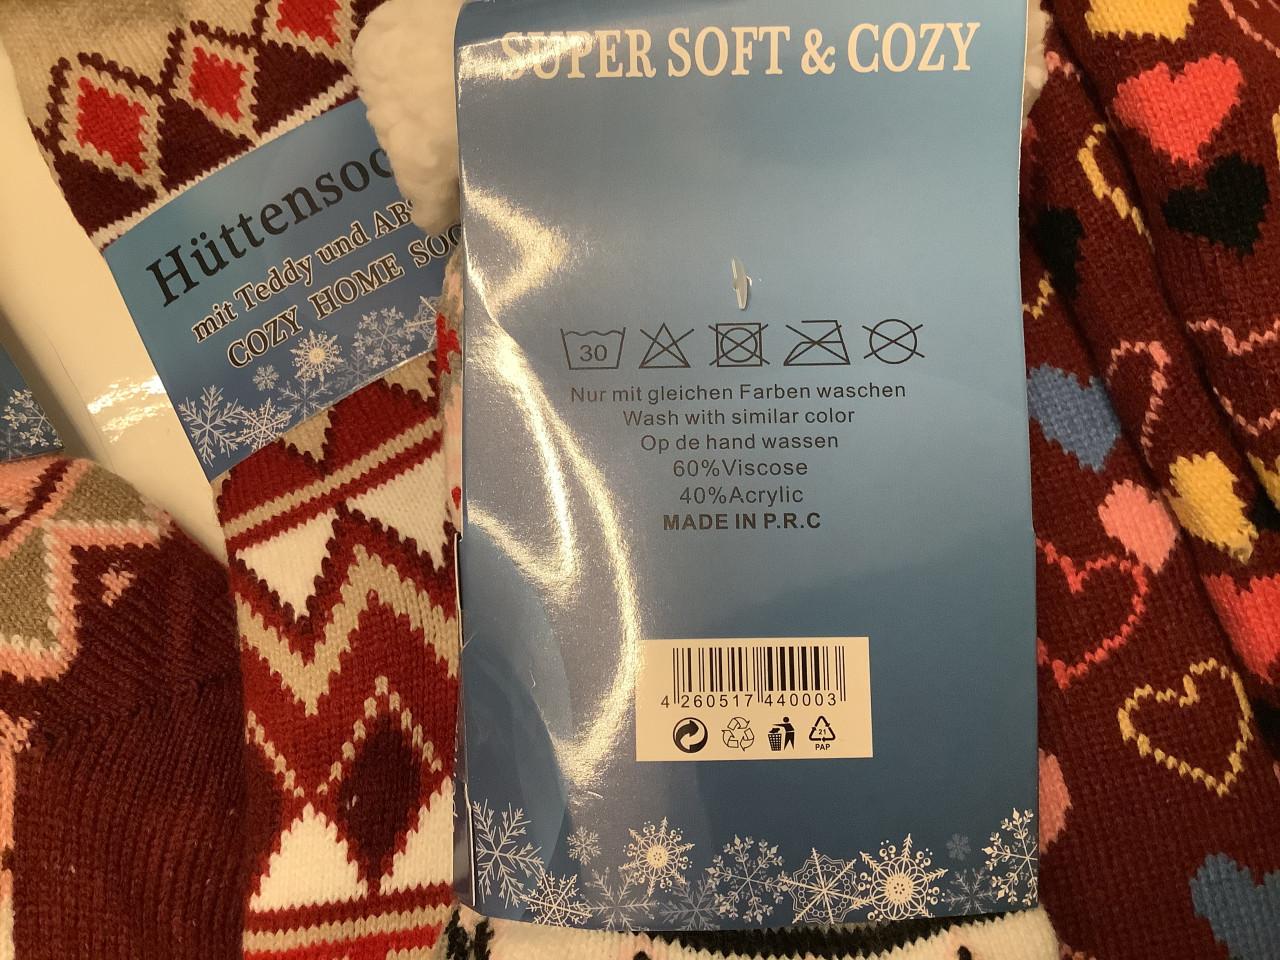 SUPER SOFT & COZY
Hüttensoc
mit Teddy und ABS
COZY HOME SOC
30
Nur mit gleichen Farben waschen
Wash with similar color
Op de hand wassen
60%Viscose
40%Acrylic
MADE IN P.R.C
4 260517 440003
21
PAP